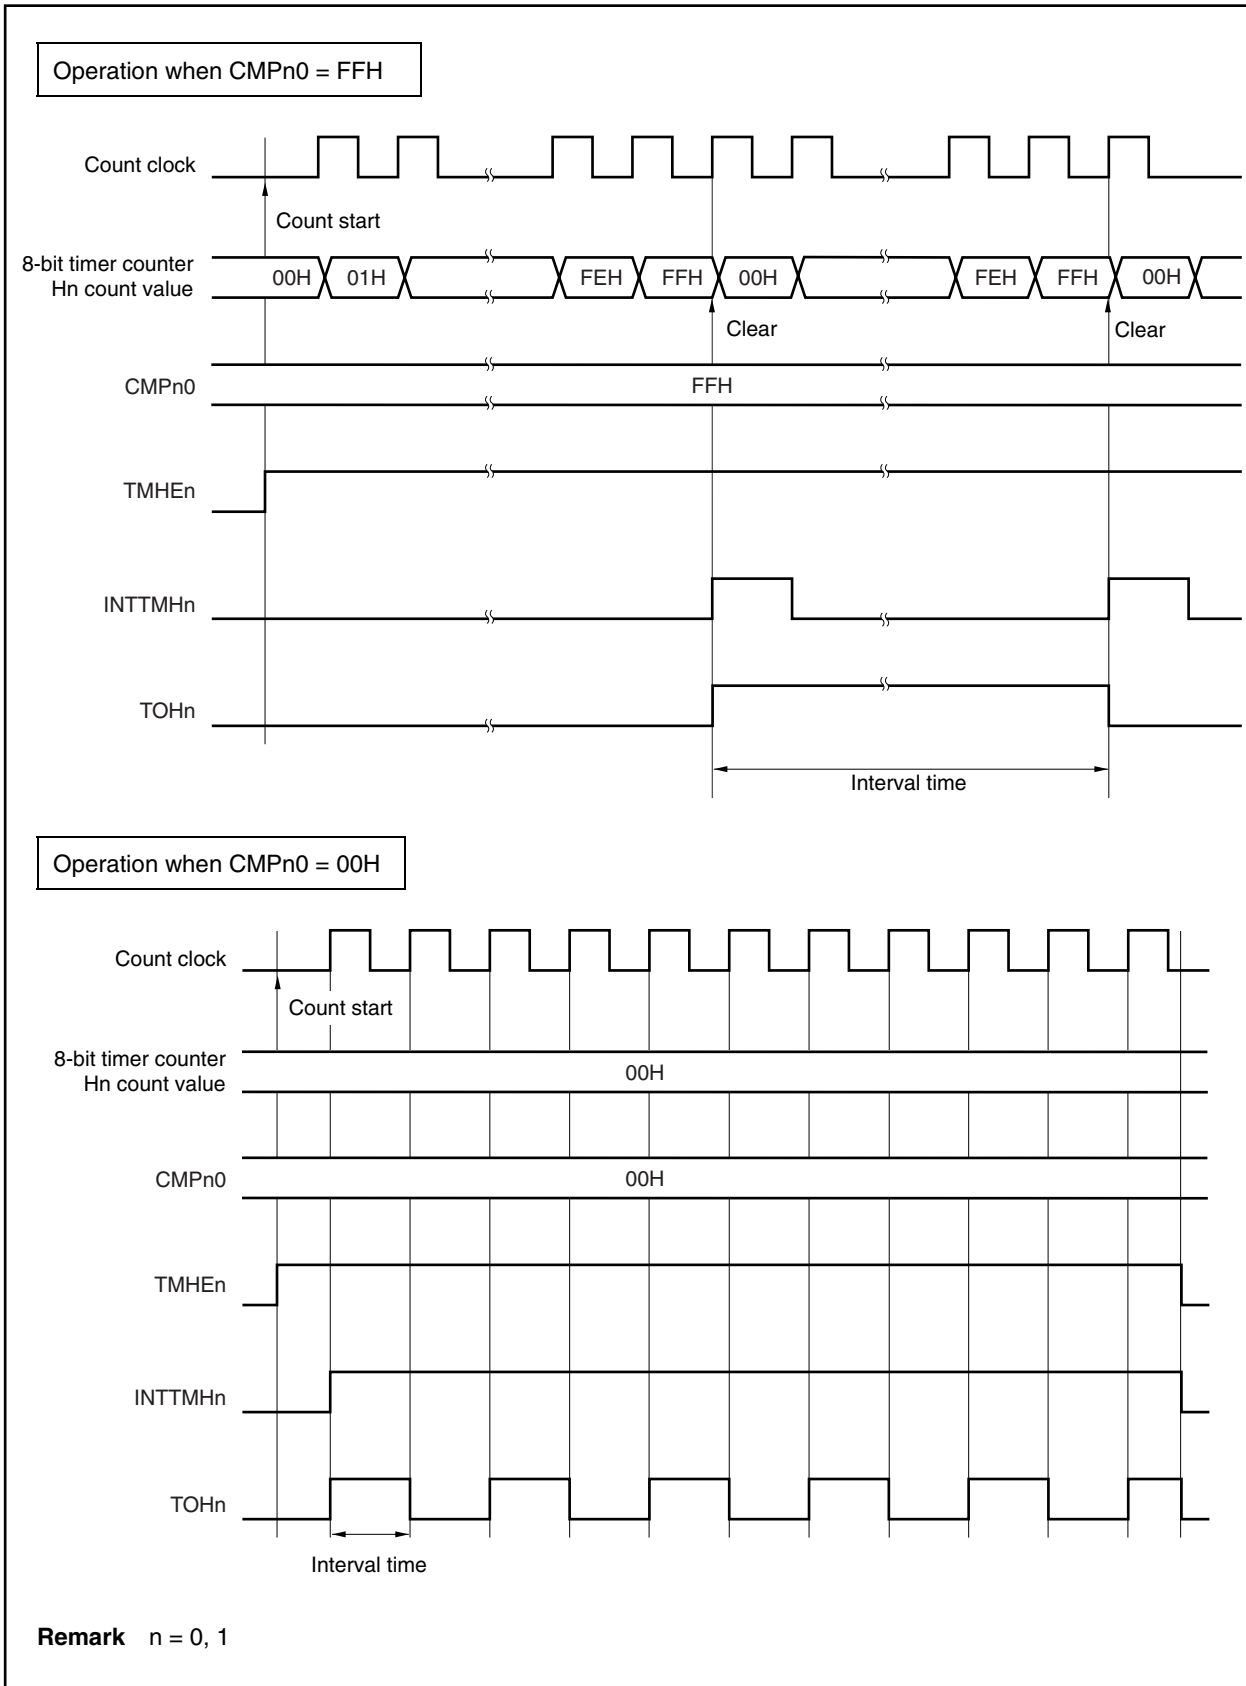 Operation when CMPn0 = FFH
Count clock
Count start
8-bit timer counter
Hn count value
00H 01H FEH FFH 00H FEH FFH 00H
Clear Clear
CMPn0 FFH
TMHEn
INTTMHn
TOHn
Interval time
Operation when CMPn0 = 00H
Count clock
Count start
8-bit timer counter
Hn count value
00H
CMPn0 00H
TMHEn
INTTMHn
TOHn
Interval time
Remark n = 0, 1